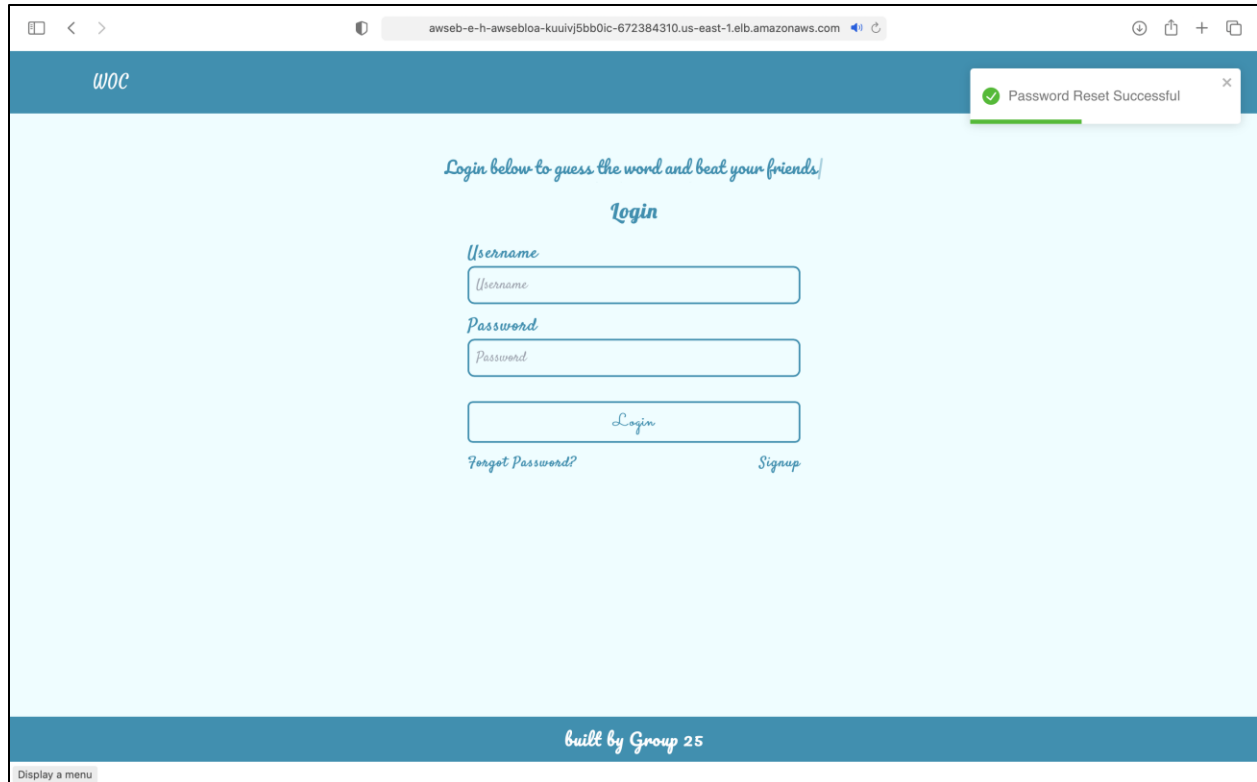 awseb-e-h-awsebloa-kuuivj5bb0ic-672384310.us-east-1.elb.amazonaws.com
WOC
Password Reset Successful
Login below to guess the word and beat your friends
Login
Username
Username
Password
Password
Login
Forgot Password? Signup
built by Group 25
Display a menu